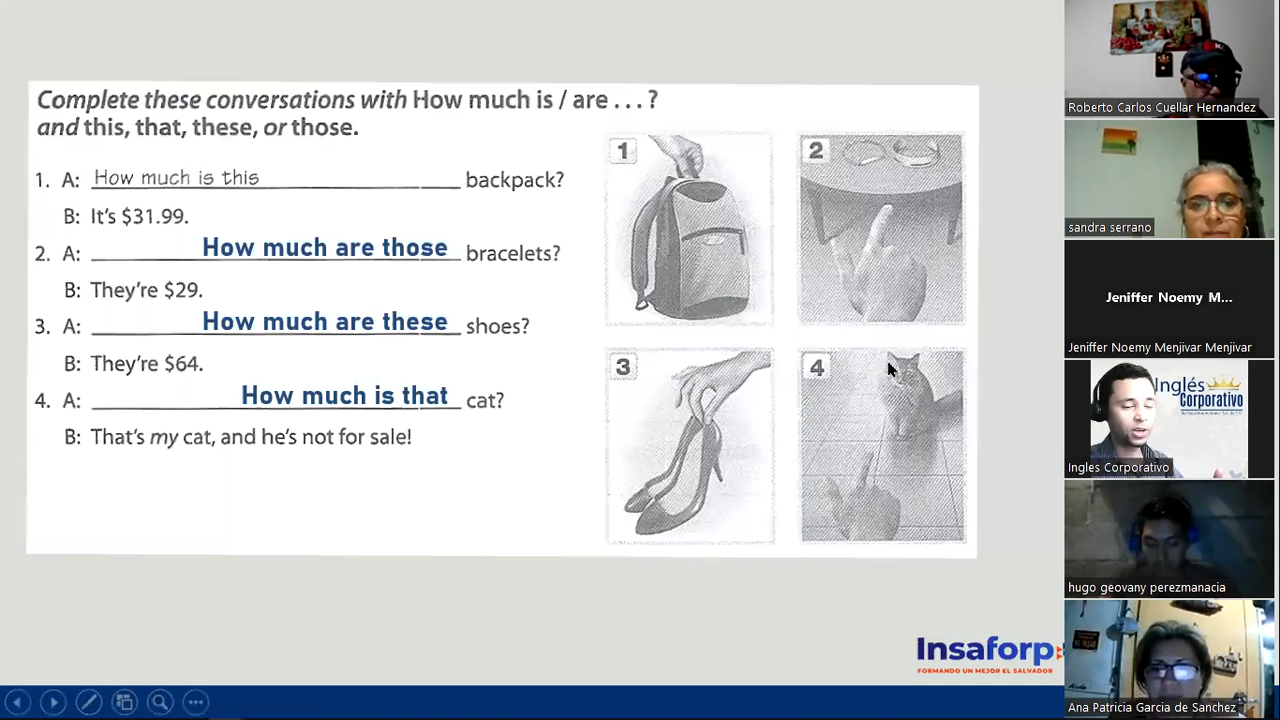 Complete these conversations with How much is / are . . . ?
and this, that, these, or those.
1. A: How much is this backpack?
B: It's $31.99.
2. A: How much are those bracelets?
B: They're $29.
3. A: How much are these shoes?
B: They're $64.
4. A: How much is that cat?
B: That's my cat, and he's not for sale!
1
2
3
4
Insaforp
FORMANDO UN MEJOR EL SALVADOR
Roberto Carlos Cuellar Hernandez
sandra serrano
Jeniffer Noemy M...
Jeniffer Noemy Menjivar Menjivar
Inglés
Corporativo
Ingles Corporativo
hugo geovany perezmanacia
Ana Patricia Garcia de Sanchez